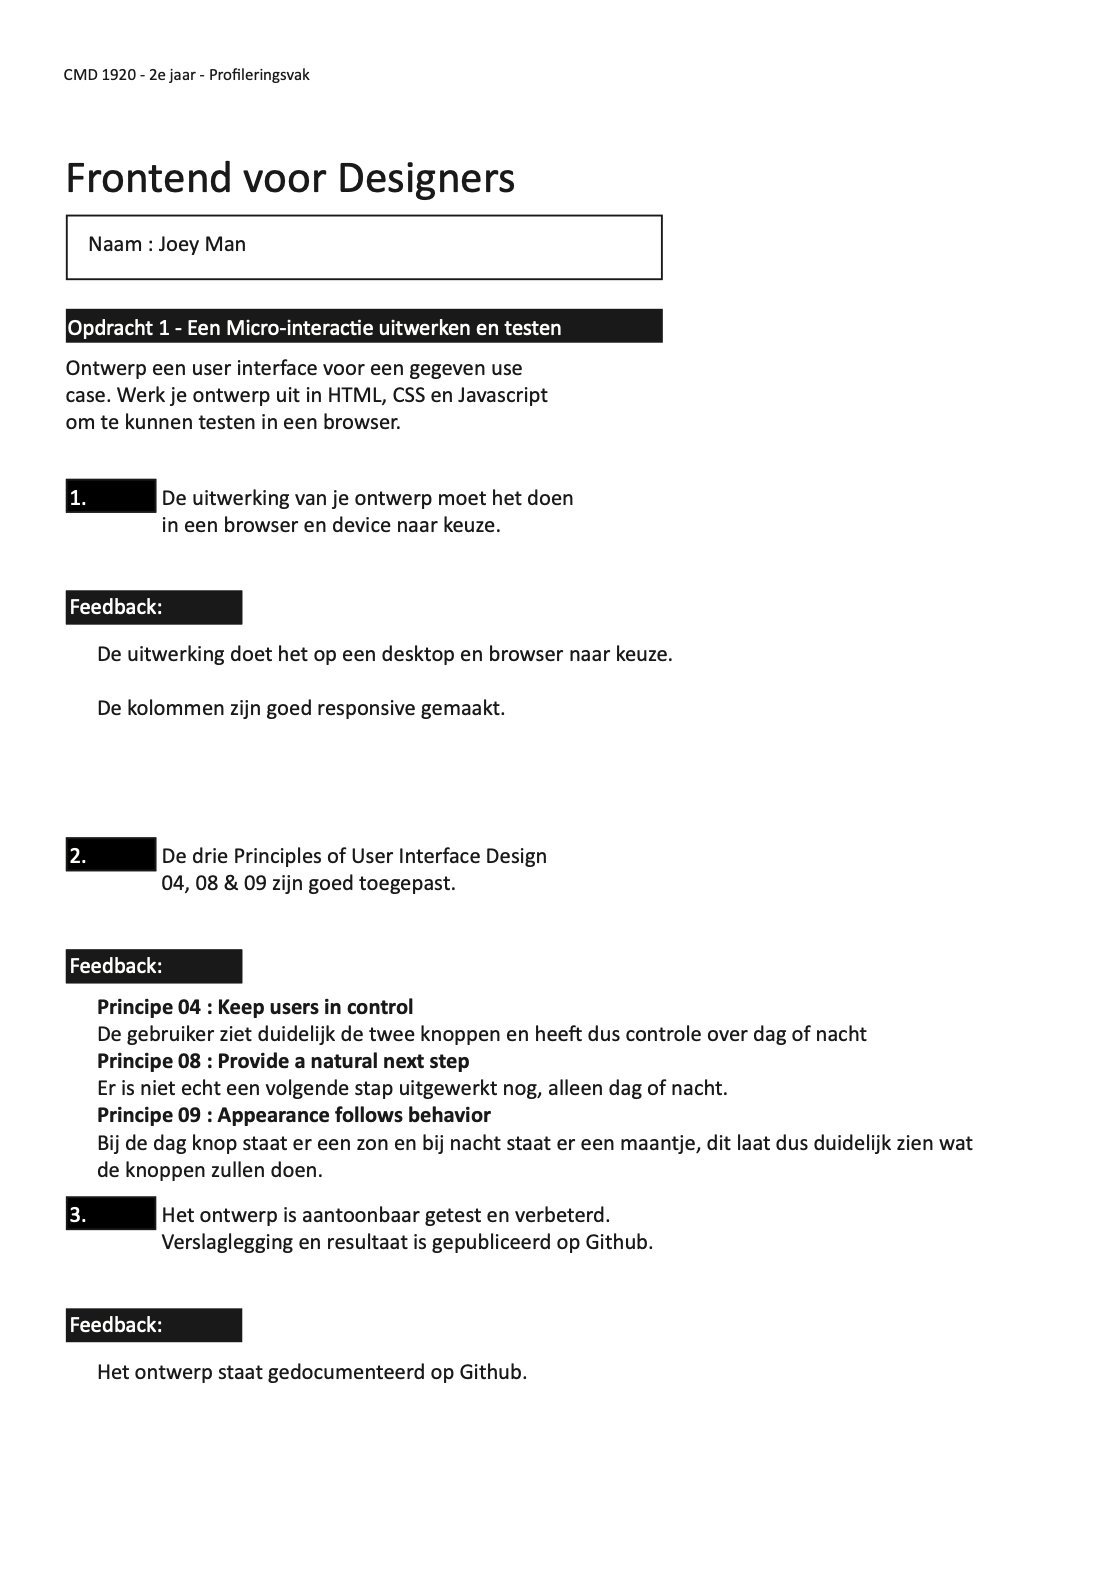 CMD 1920 - 2e jaar - Profileringsvak
Frontend voor Designers
Naam : Joey Man
Opdracht 1 - Een Micro-interactie uitwerken en testen
Ontwerp een user interface voor een gegeven use
case. Werk je ontwerp uit in HTML, CSS en Javascript
om te kunnen testen in een browser.
1. De uitwerking van je ontwerp moet het doen
in een browser en device naar keuze.
Feedback:
De uitwerking doet het op een desktop en browser naar keuze.
De kolommen zijn goed responsive gemaakt.
2. De drie Principles of User Interface Design
04, 08 & 09 zijn goed toegepast.
Feedback:
Principe 04 : Keep users in control
De gebruiker ziet duidelijk de twee knoppen en heeft dus controle over dag of nacht
Principe 08 : Provide a natural next step
Er is niet echt een volgende stap uitgewerkt nog, alleen dag of nacht.
Principe 09 : Appearance follows behavior
Bij de dag knop staat er een zon en bij nacht staat er een maantje, dit laat dus duidelijk zien wat
de knoppen zullen doen.
3. Het ontwerp is aantoonbaar getest en verbeterd.
Verslaglegging en resultaat is gepubliceerd op Github.
Feedback:
Het ontwerp staat gedocumenteerd op Github.